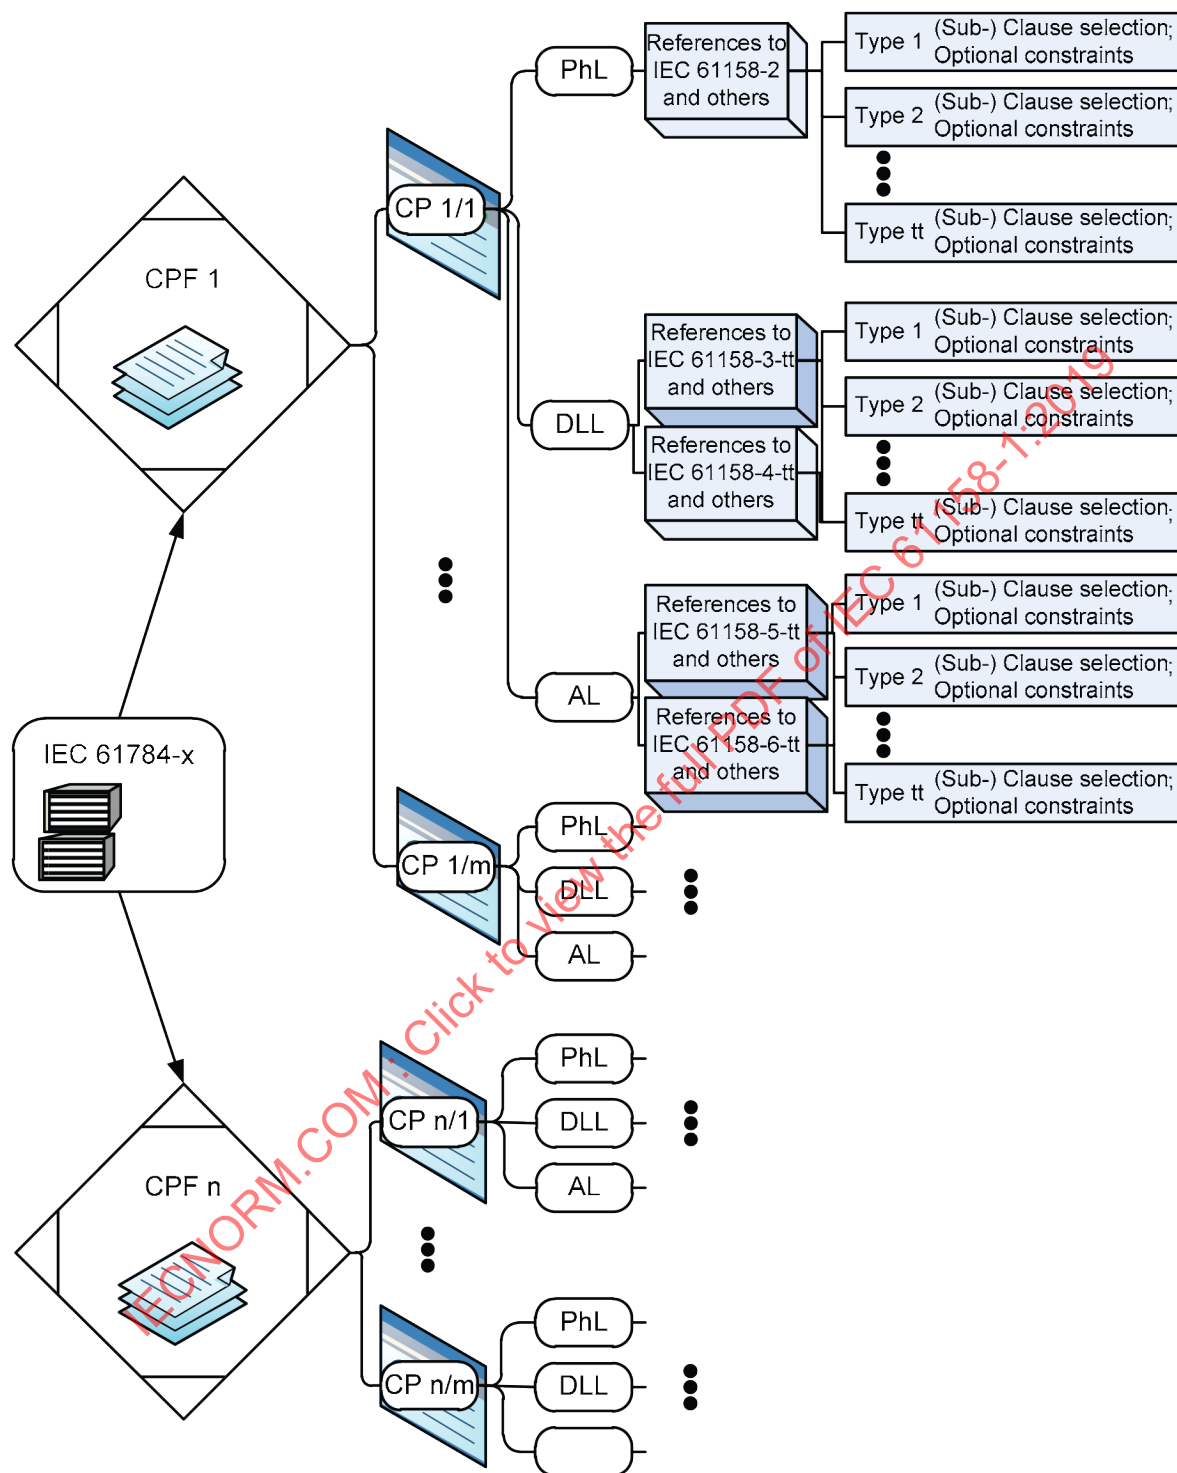 PhL
References to
IEC 61158-2
and others
Type 1 (Sub-) Clause selection;
Optional constraints
Type 2 (Sub-) Clause selection;
Optional constraints
Type tt (Sub-) Clause selection;
Optional constraints
CP 1/1
CPF 1
DLL
References to
IEC 61158-3-tt
and others
References to
IEC 61158-4-tt
and others
Type 1 (Sub-) Clause selection;
Optional constraints
Type 2 (Sub-) Clause selection;
Optional constraints
Type tt (Sub-) Clause selection;
Optional constraints
AL
References to
IEC 61158-5-tt
and others
References to
IEC 61158-6-tt
and others
Type 1 (Sub-) Clause selection;
Optional constraints
Type 2 (Sub-) Clause selection;
Optional constraints
Type tt (Sub-) Clause selection;
Optional constraints
IEC 61784-x
CP 1/m
PhL
DLL
AL
CPF n
CP n/1
PhL
DLL
AL
CP n/m
PhL
DLL
IECNORM.COM : Click to view the full PDF of IEC 61158-1:2019